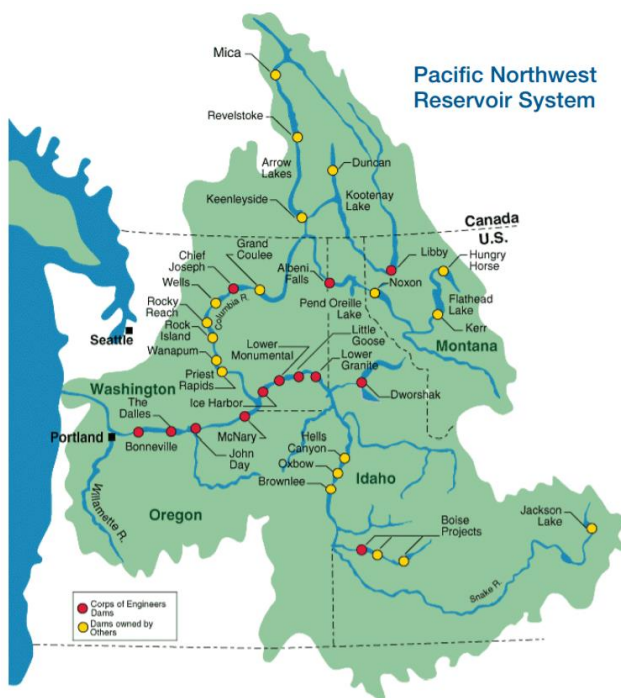 Pacific Northwest
Reservoir System
Mica
Revelstoke
Arrow
Lakes
Duncan
Kootenay
Lake
Keenleyside
Canada
U.S.
Grand
Coulee
Chief
Joseph
Albeni
Falls
Libby
Hungry
Horse
Wells
Noxon
Pend Oreille
Lake
Flathead
Lake
Rocky
Reach
Columbia R.
Rock
Island
Little
Goose
Kerr
Seattle
Lower
Monumental
Lower
Granite
Montana
Wanapum
Priest
Rapids
Washington
Ice Harbor
Dworshak
The
Dalles
Portland
Bonneville
McNary
John
Day
Hells
Canyon
Oxbow
Brownlee
Idaho
Willamette R.
Oregon
Boise
Projects
Jackson
Lake
Snake R.
Corps of Engineers
Dams
Dams owned by
Others